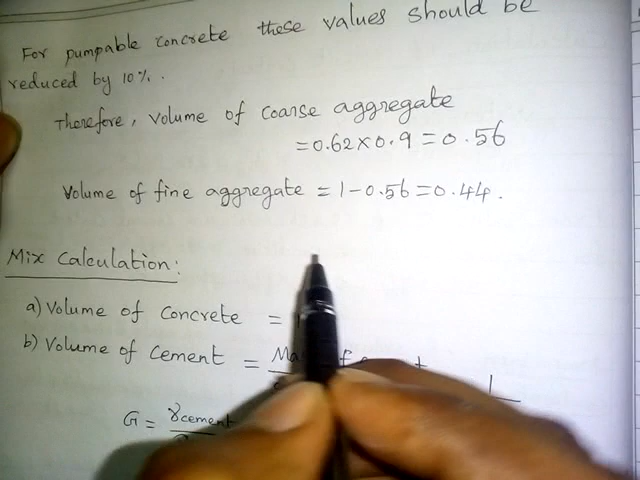 For pumpable concrete these values should be
reduced by 10%.
Therefore, volume of coarse aggregate
= 0.62 x 0.9 = 0.56
Volume of fine aggregate = 1 - 0.56 = 0.44.
Mix Calculation:
a) Volume of concrete =
b) Volume of Cement =
G = γcement